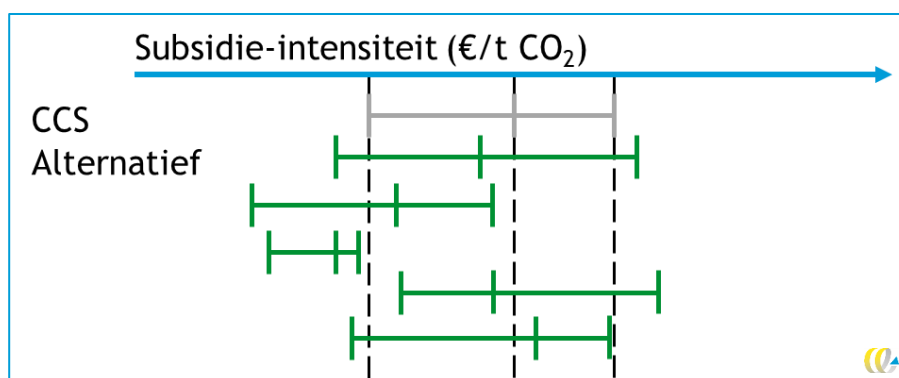 Subsidie-intensiteit (€/t CO₂)
CCS
Alternatief